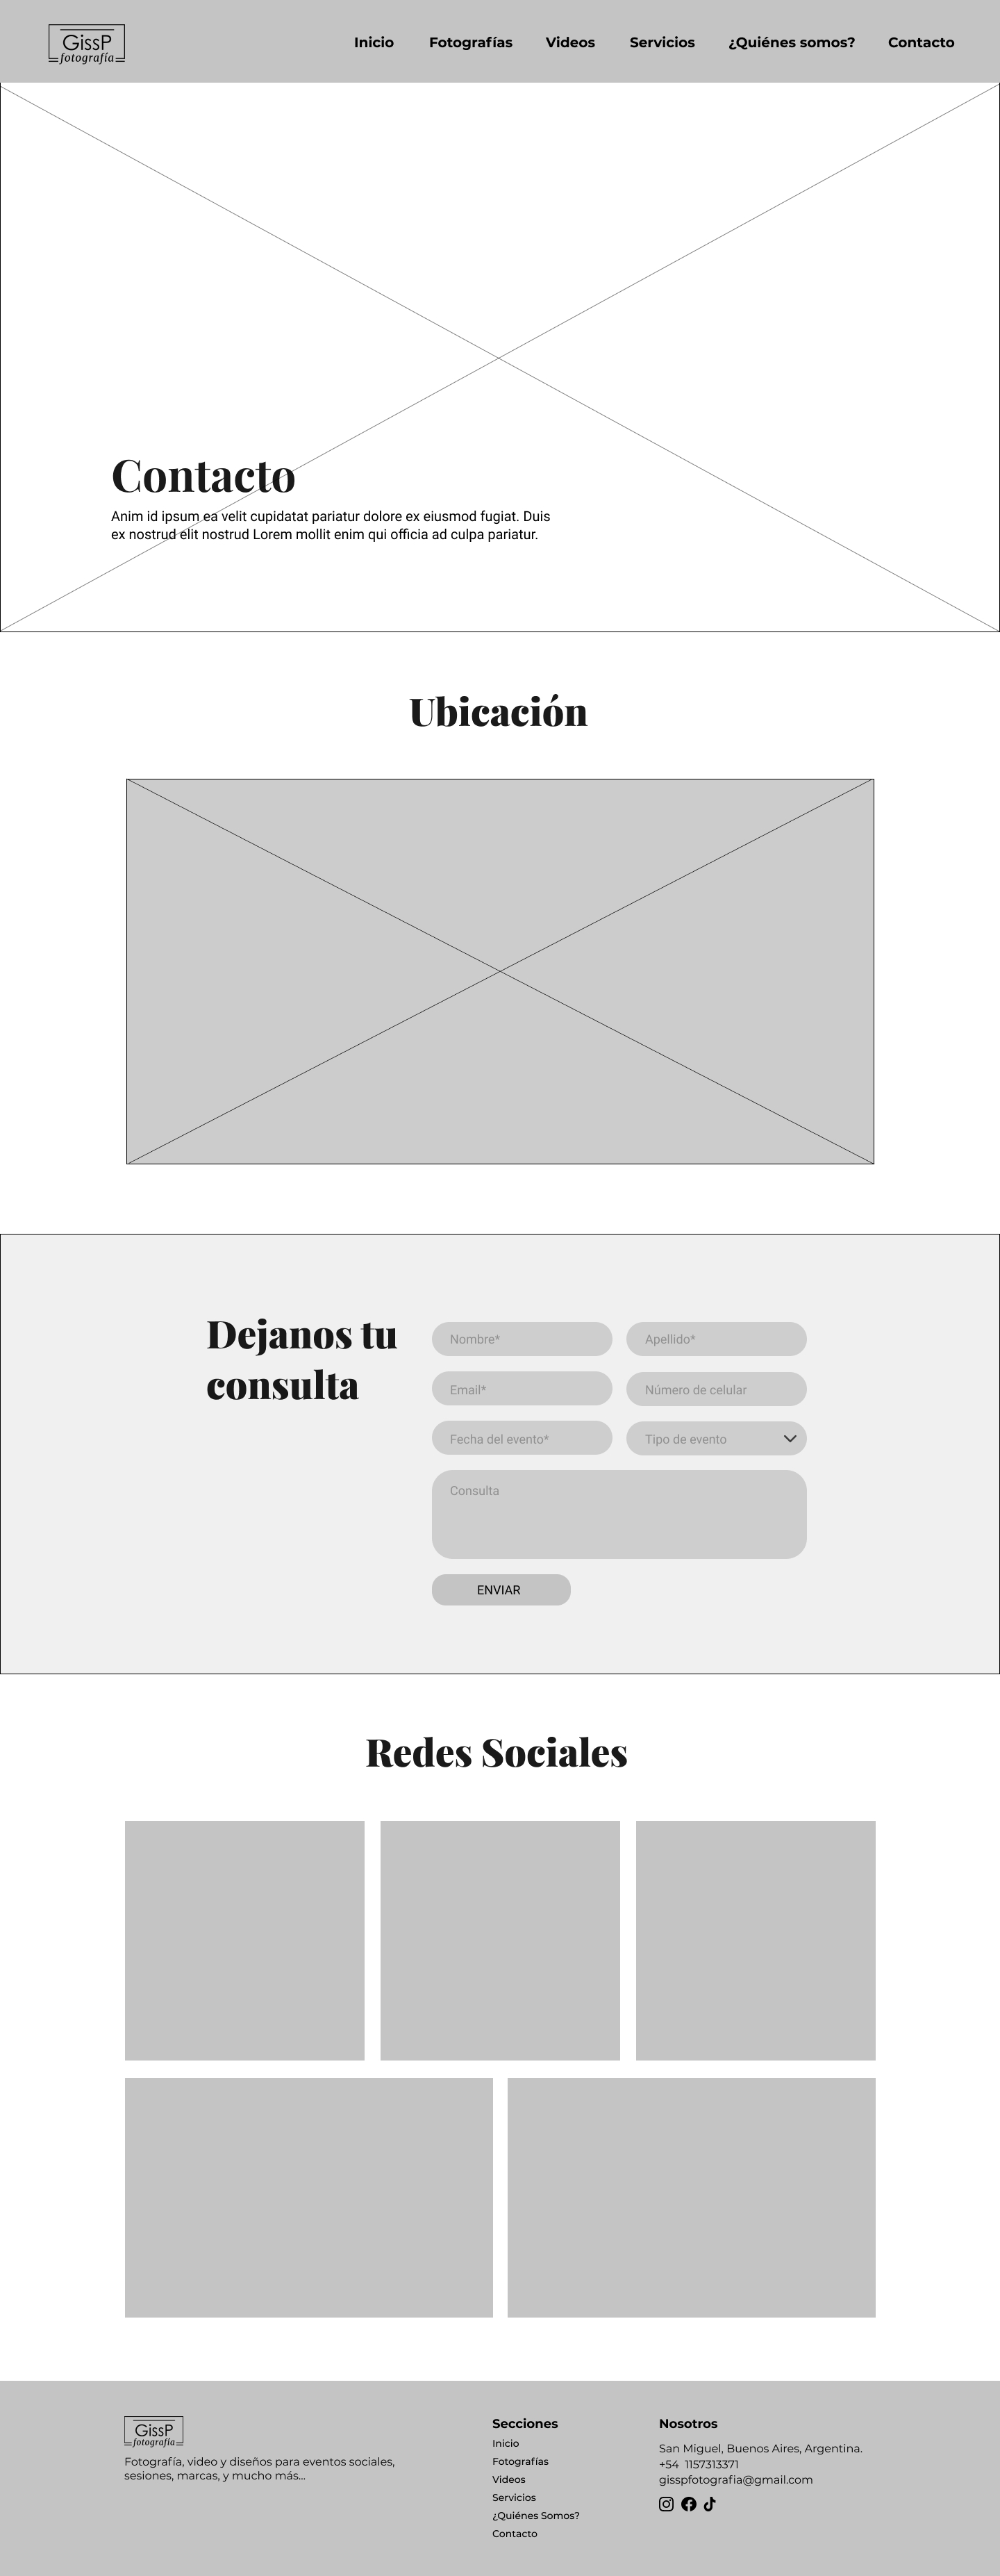 GissP
fotografía
Inicio
Fotografías
Videos
Servicios
¿Quiénes somos?
Contacto
Contacto
Anim id ipsum ea velit cupidatat pariatur dolore ex eiusmod fugiat. Duis
ex nostrud elit nostrud Lorem mollit enim qui officia ad culpa pariatur.
Ubicación
Dejanos tu
consulta
Nombre*
Apellido*
Email*
Número de celular
Fecha del evento*
Tipo de evento
Consulta
ENVIAR
Redes Sociales
GissP
fotografía
Fotografía, video y diseños para eventos sociales,
sesiones, marcas, y mucho más...
Secciones
Inicio
Fotografías
Videos
Servicios
¿Quiénes Somos?
Contacto
Nosotros
San Miguel, Buenos Aires, Argentina.
+54 1157313371
gisspfotografia@gmail.com